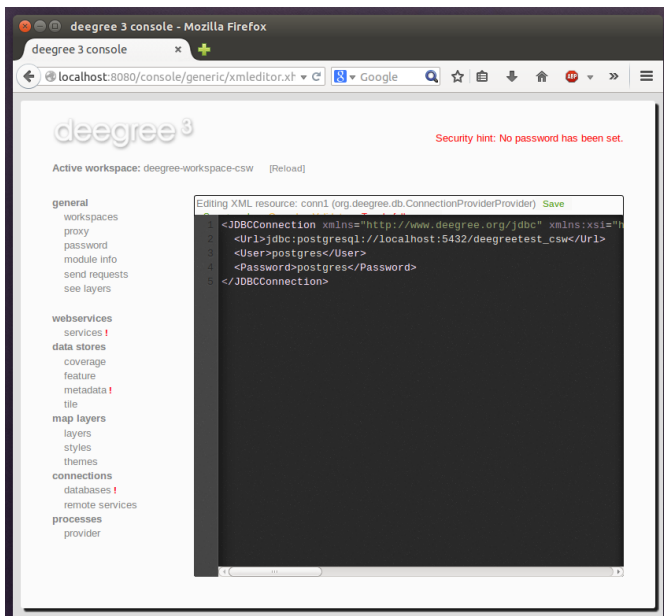 deegree 3 console - Mozilla Firefox
deegree 3 console
localhost:8080/console/generic/xmleditor.xh
Google
ABP
deegree 3
Security hint: No password has been set.
Active workspace: deegree-workspace-csw [Reload]
general
workspaces
proxy
password
module info
send requests
see layers
webservices
services !
data stores
coverage
feature
metadata !
tile
map layers
layers
styles
themes
connections
databases !
remote services
processes
provider
Editing XML resource: conn1 (org.deegree.db.ConnectionProviderProvider) Save
1 <JDBCConnection xmlns="http://www.deegree.org/jdbc" xmlns:xsi="h
2 <Url>jdbc:postgresql://localhost:5432/deegreetest_csw</Url>
3 <User>postgres</User>
4 <Password>postgres</Password>
5 </JDBCConnection>